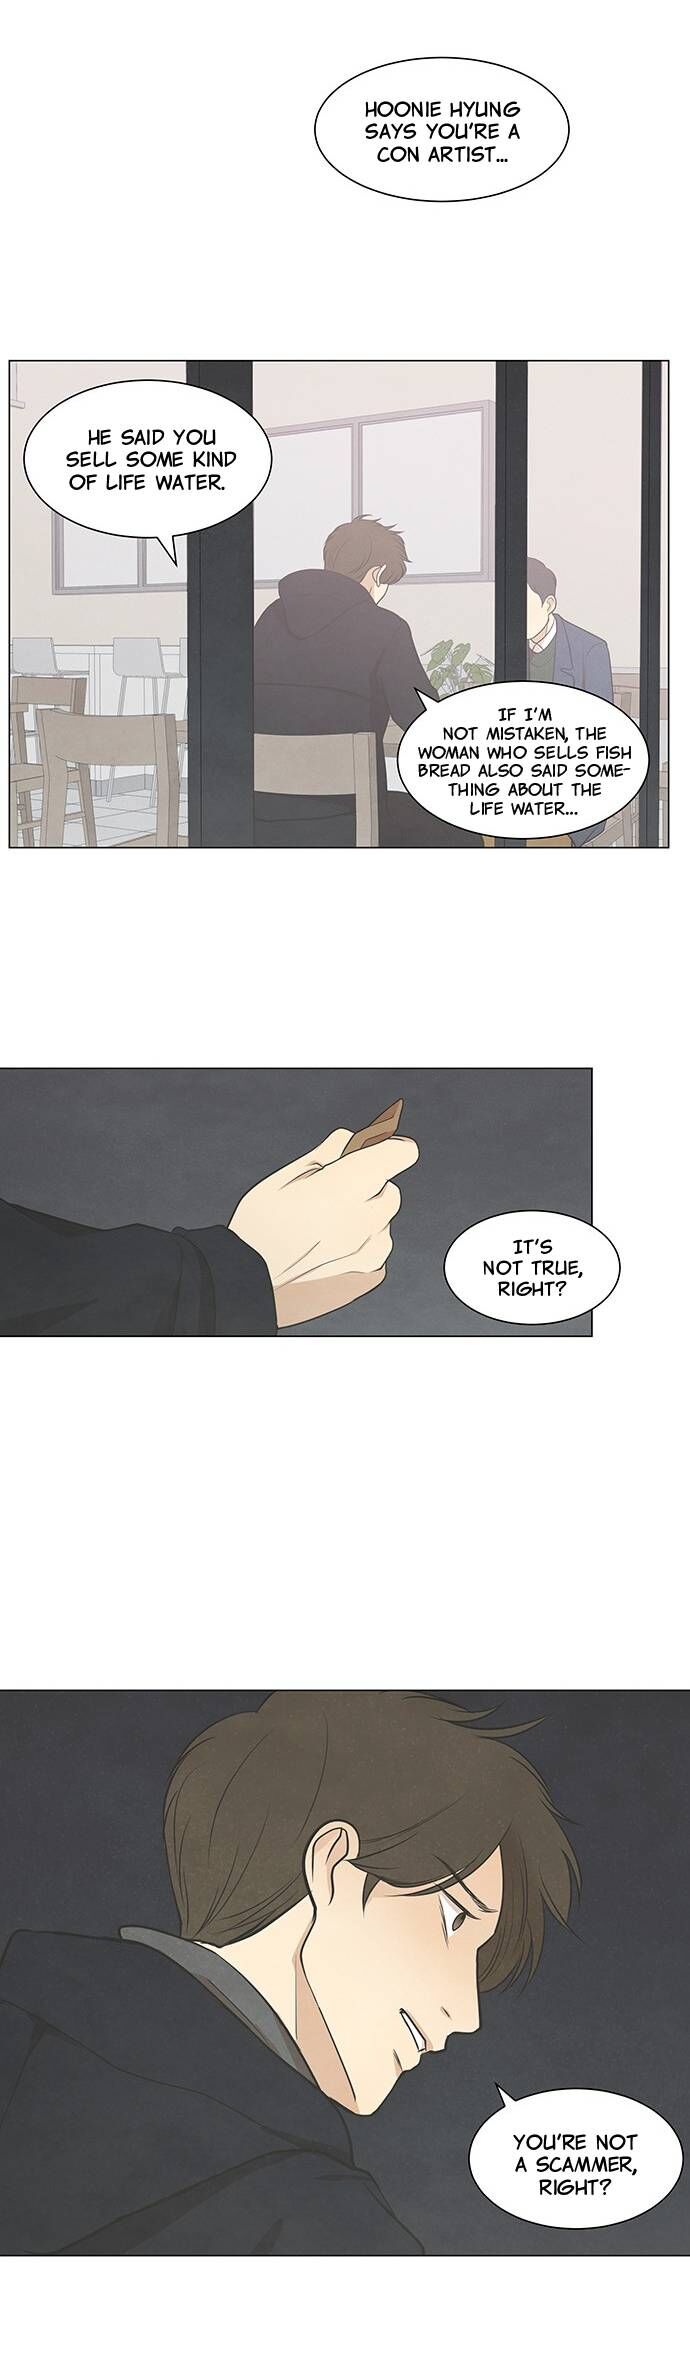 HOONIE HYUNG
SAYS YOU'RE A
CON ARTIST...
HE SAID YOU
SELL SOME KIND
OF LIFE WATER.
IF I'M
NOT MISTAKEN, THE
WOMAN WHO SELLS FISH
BREAD ALSO SAID SOME-
THING ABOUT THE
LIFE WATER...
IT'S
NOT TRUE,
RIGHT?
YOU'RE NOT
A SCAMMER,
RIGHT?